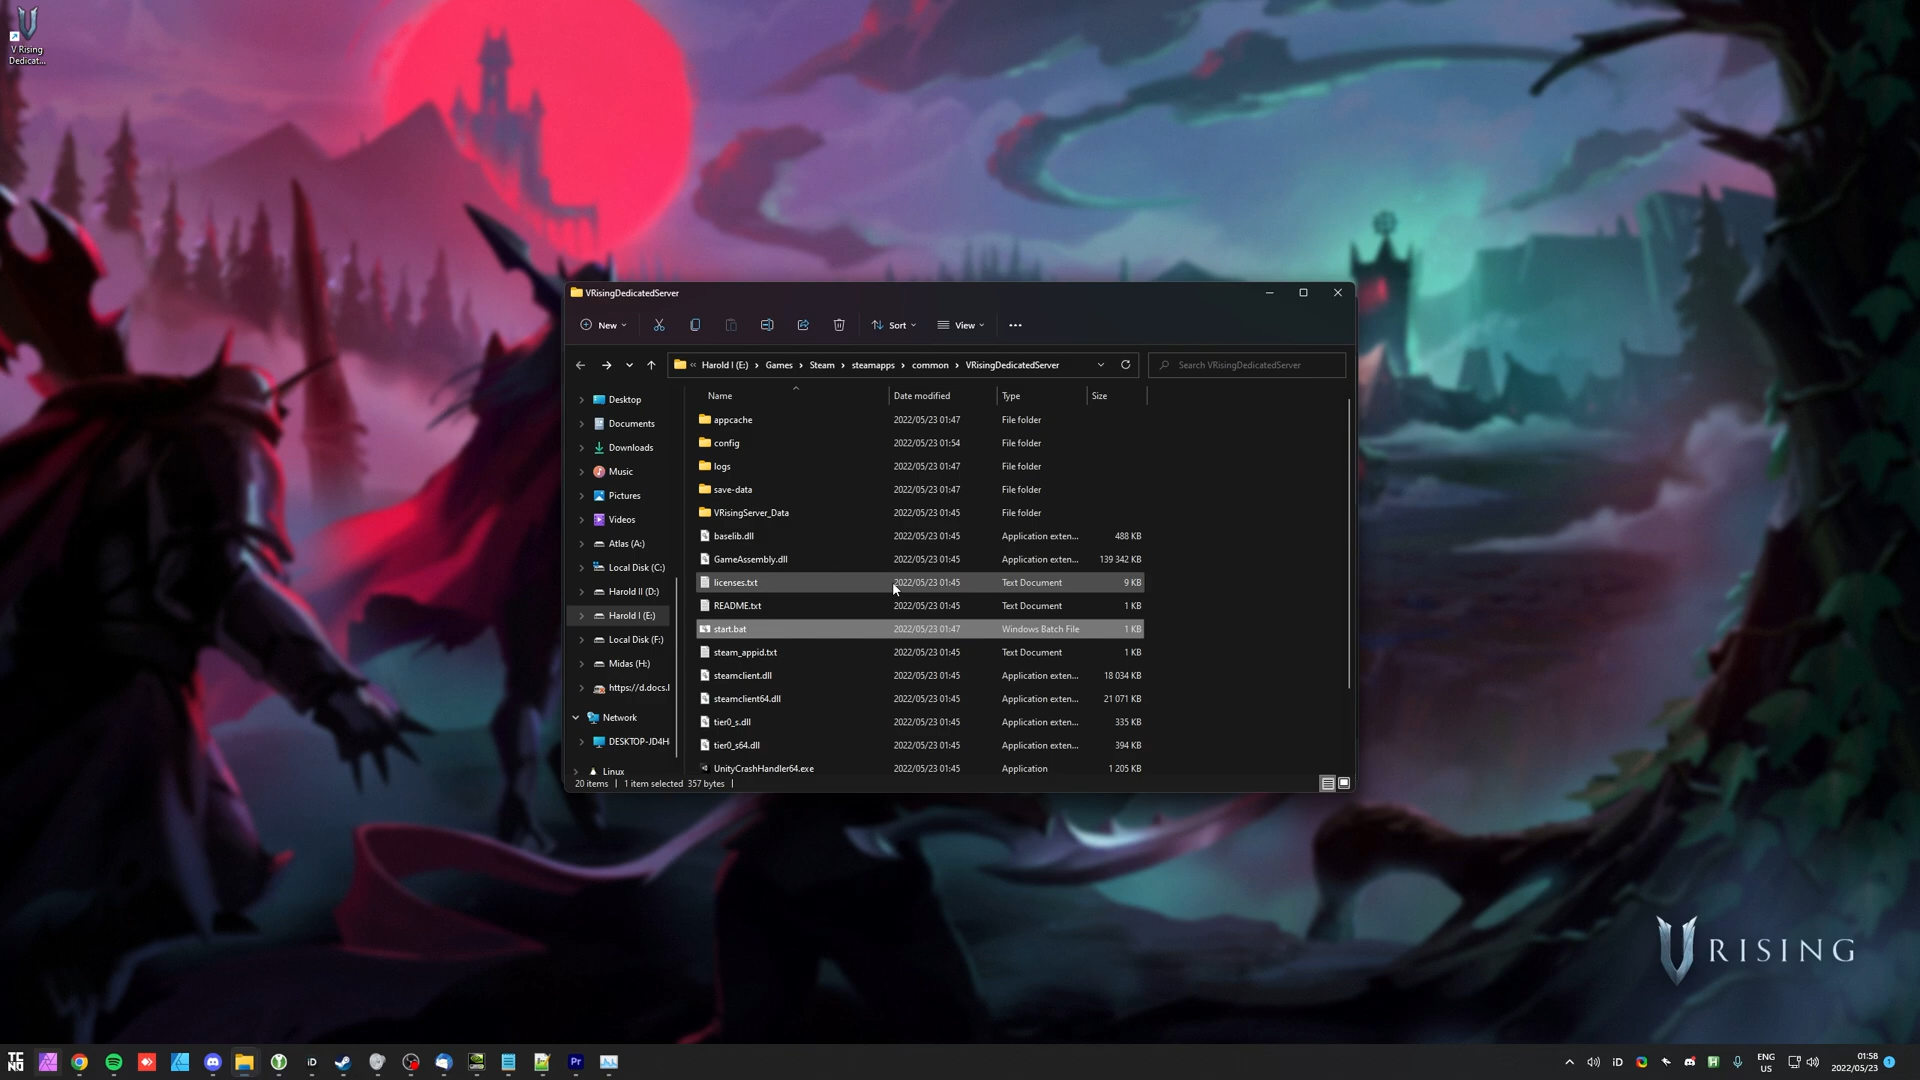 V Rising
Dedicat...
VRisingDedicatedServer
New
Sort
View
Harold I (E:) > Games > Steam > steamapps > common > VRisingDedicatedServer
Search VRisingDedicatedServer
Name Date modified Type Size
Desktop
Documents
Downloads
Music
Pictures
Videos
Atlas (A:)
Local Disk (C:)
Harold II (D:)
Harold I (E:)
Local Disk (F:)
Midas (H:)
https://d.docs.l
Network
DESKTOP-JD4H
Linux
appcache 2022/05/23 01:47 File folder
config 2022/05/23 01:54 File folder
logs 2022/05/23 01:47 File folder
save-data 2022/05/23 01:47 File folder
VRisingServer_Data 2022/05/23 01:45 File folder
baselib.dll 2022/05/23 01:45 Application exten... 488 KB
GameAssembly.dll 2022/05/23 01:45 Application exten... 139 342 KB
licenses.txt 2022/05/23 01:45 Text Document 9 KB
README.txt 2022/05/23 01:45 Text Document 1 KB
start.bat 2022/05/23 01:47 Windows Batch File 1 KB
steam_appid.txt 2022/05/23 01:45 Text Document 1 KB
steamclient.dll 2022/05/23 01:45 Application exten... 18 034 KB
steamclient64.dll 2022/05/23 01:45 Application exten... 21 071 KB
tier0_s.dll 2022/05/23 01:45 Application exten... 335 KB
tier0_s64.dll 2022/05/23 01:45 Application exten... 394 KB
UnityCrashHandler64.exe 2022/05/23 01:45 Application 1 205 KB
20 items | 1 item selected 357 bytes |
V RISING
TC
NO
iD
Pr
iD
ENG
US
01:58
2022/05/23
1